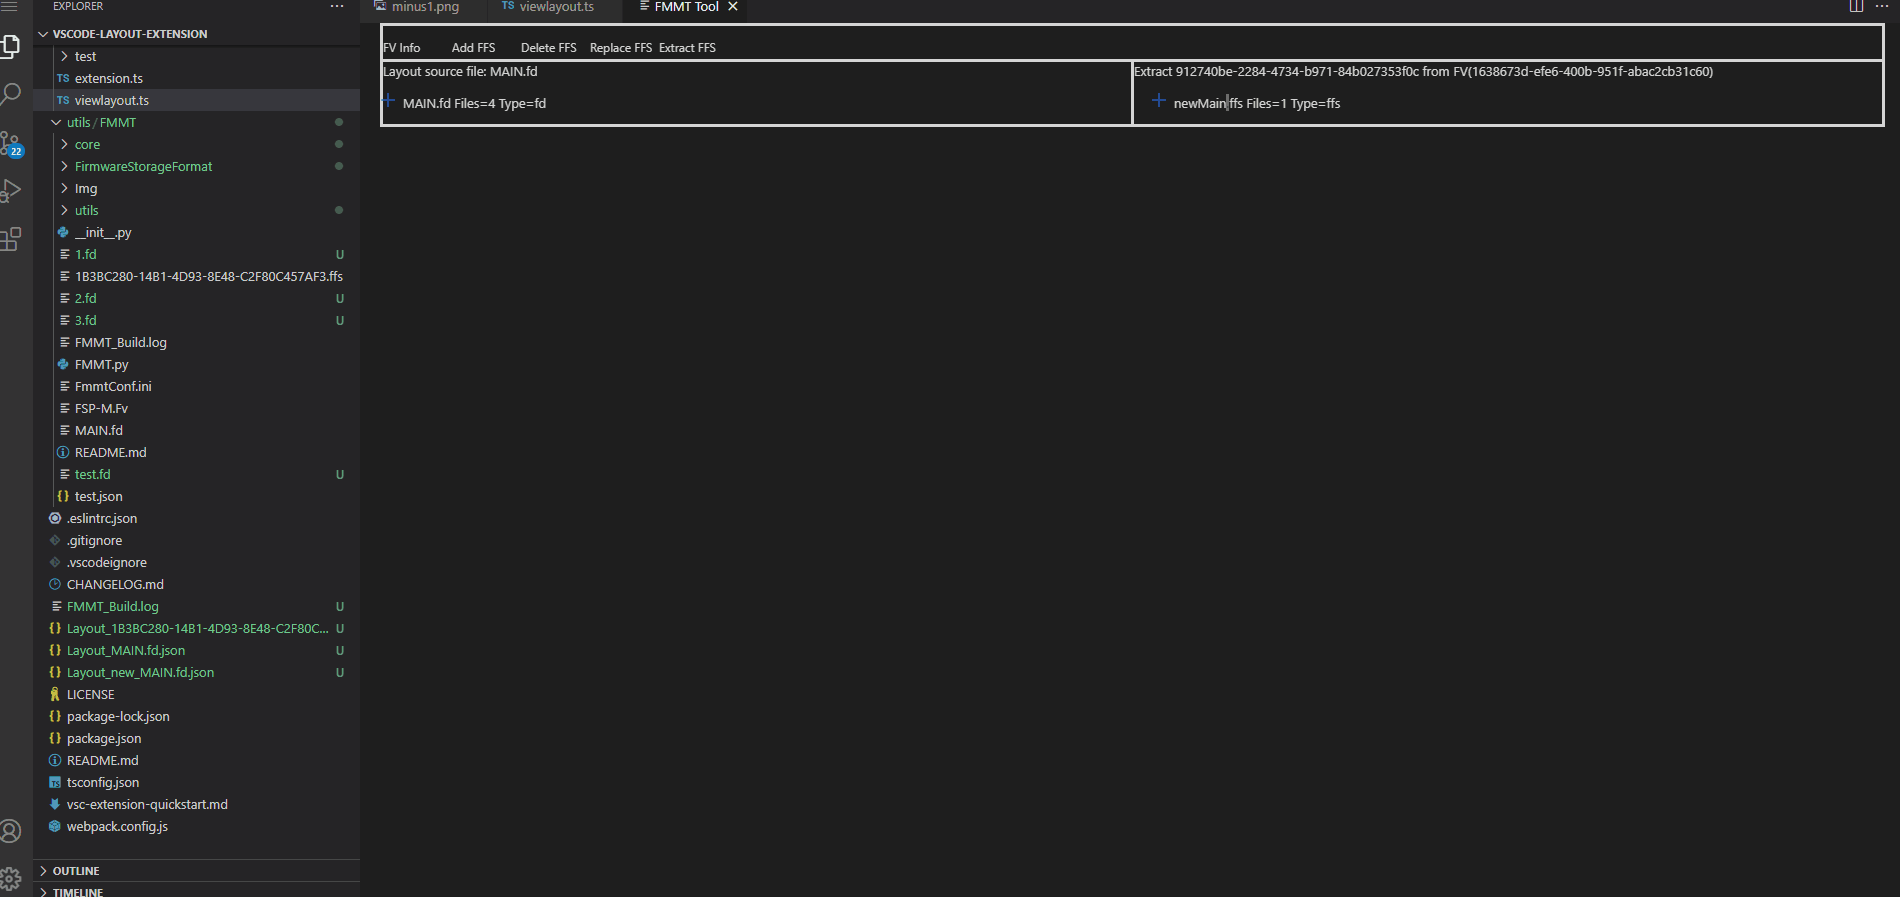 EXPLORER
VSCODE-LAYOUT-EXTENSION
test
TS extension.ts
TS viewlayout.ts
utils / FMMT
core
FirmwareStorageFormat
Img
utils
__init__.py
1.fd U
1B3BC280-14B1-4D93-8E48-C2F80C457AF3.ffs
2.fd U
3.fd U
FMMT_Build.log
FMMT.py
FmmtConf.ini
FSP-M.Fv
MAIN.fd
README.md
test.fd U
{} test.json
.eslintrc.json
.gitignore
.vscodeignore
CHANGELOG.md
FMMT_Build.log U
{} Layout_1B3BC280-14B1-4D93-8E48-C2F80C... U
{} Layout_MAIN.fd.json U
{} Layout_new_MAIN.fd.json U
LICENSE
{} package-lock.json
{} package.json
README.md
TS tsconfig.json
vsc-extension-quickstart.md
webpack.config.js
OUTLINE
TIMELINE
22
minus1.png
TS viewlayout.ts
FMMT Tool
FV Info Add FFS Delete FFS Replace FFS Extract FFS
Layout source file: MAIN.fd
MAIN.fd Files=4 Type=fd
Extract 912740be-2284-4734-b971-84b027353f0c from FV(1638673d-efe6-400b-951f-abac2cb31c60)
newMain.ffs Files=1 Type=ffs